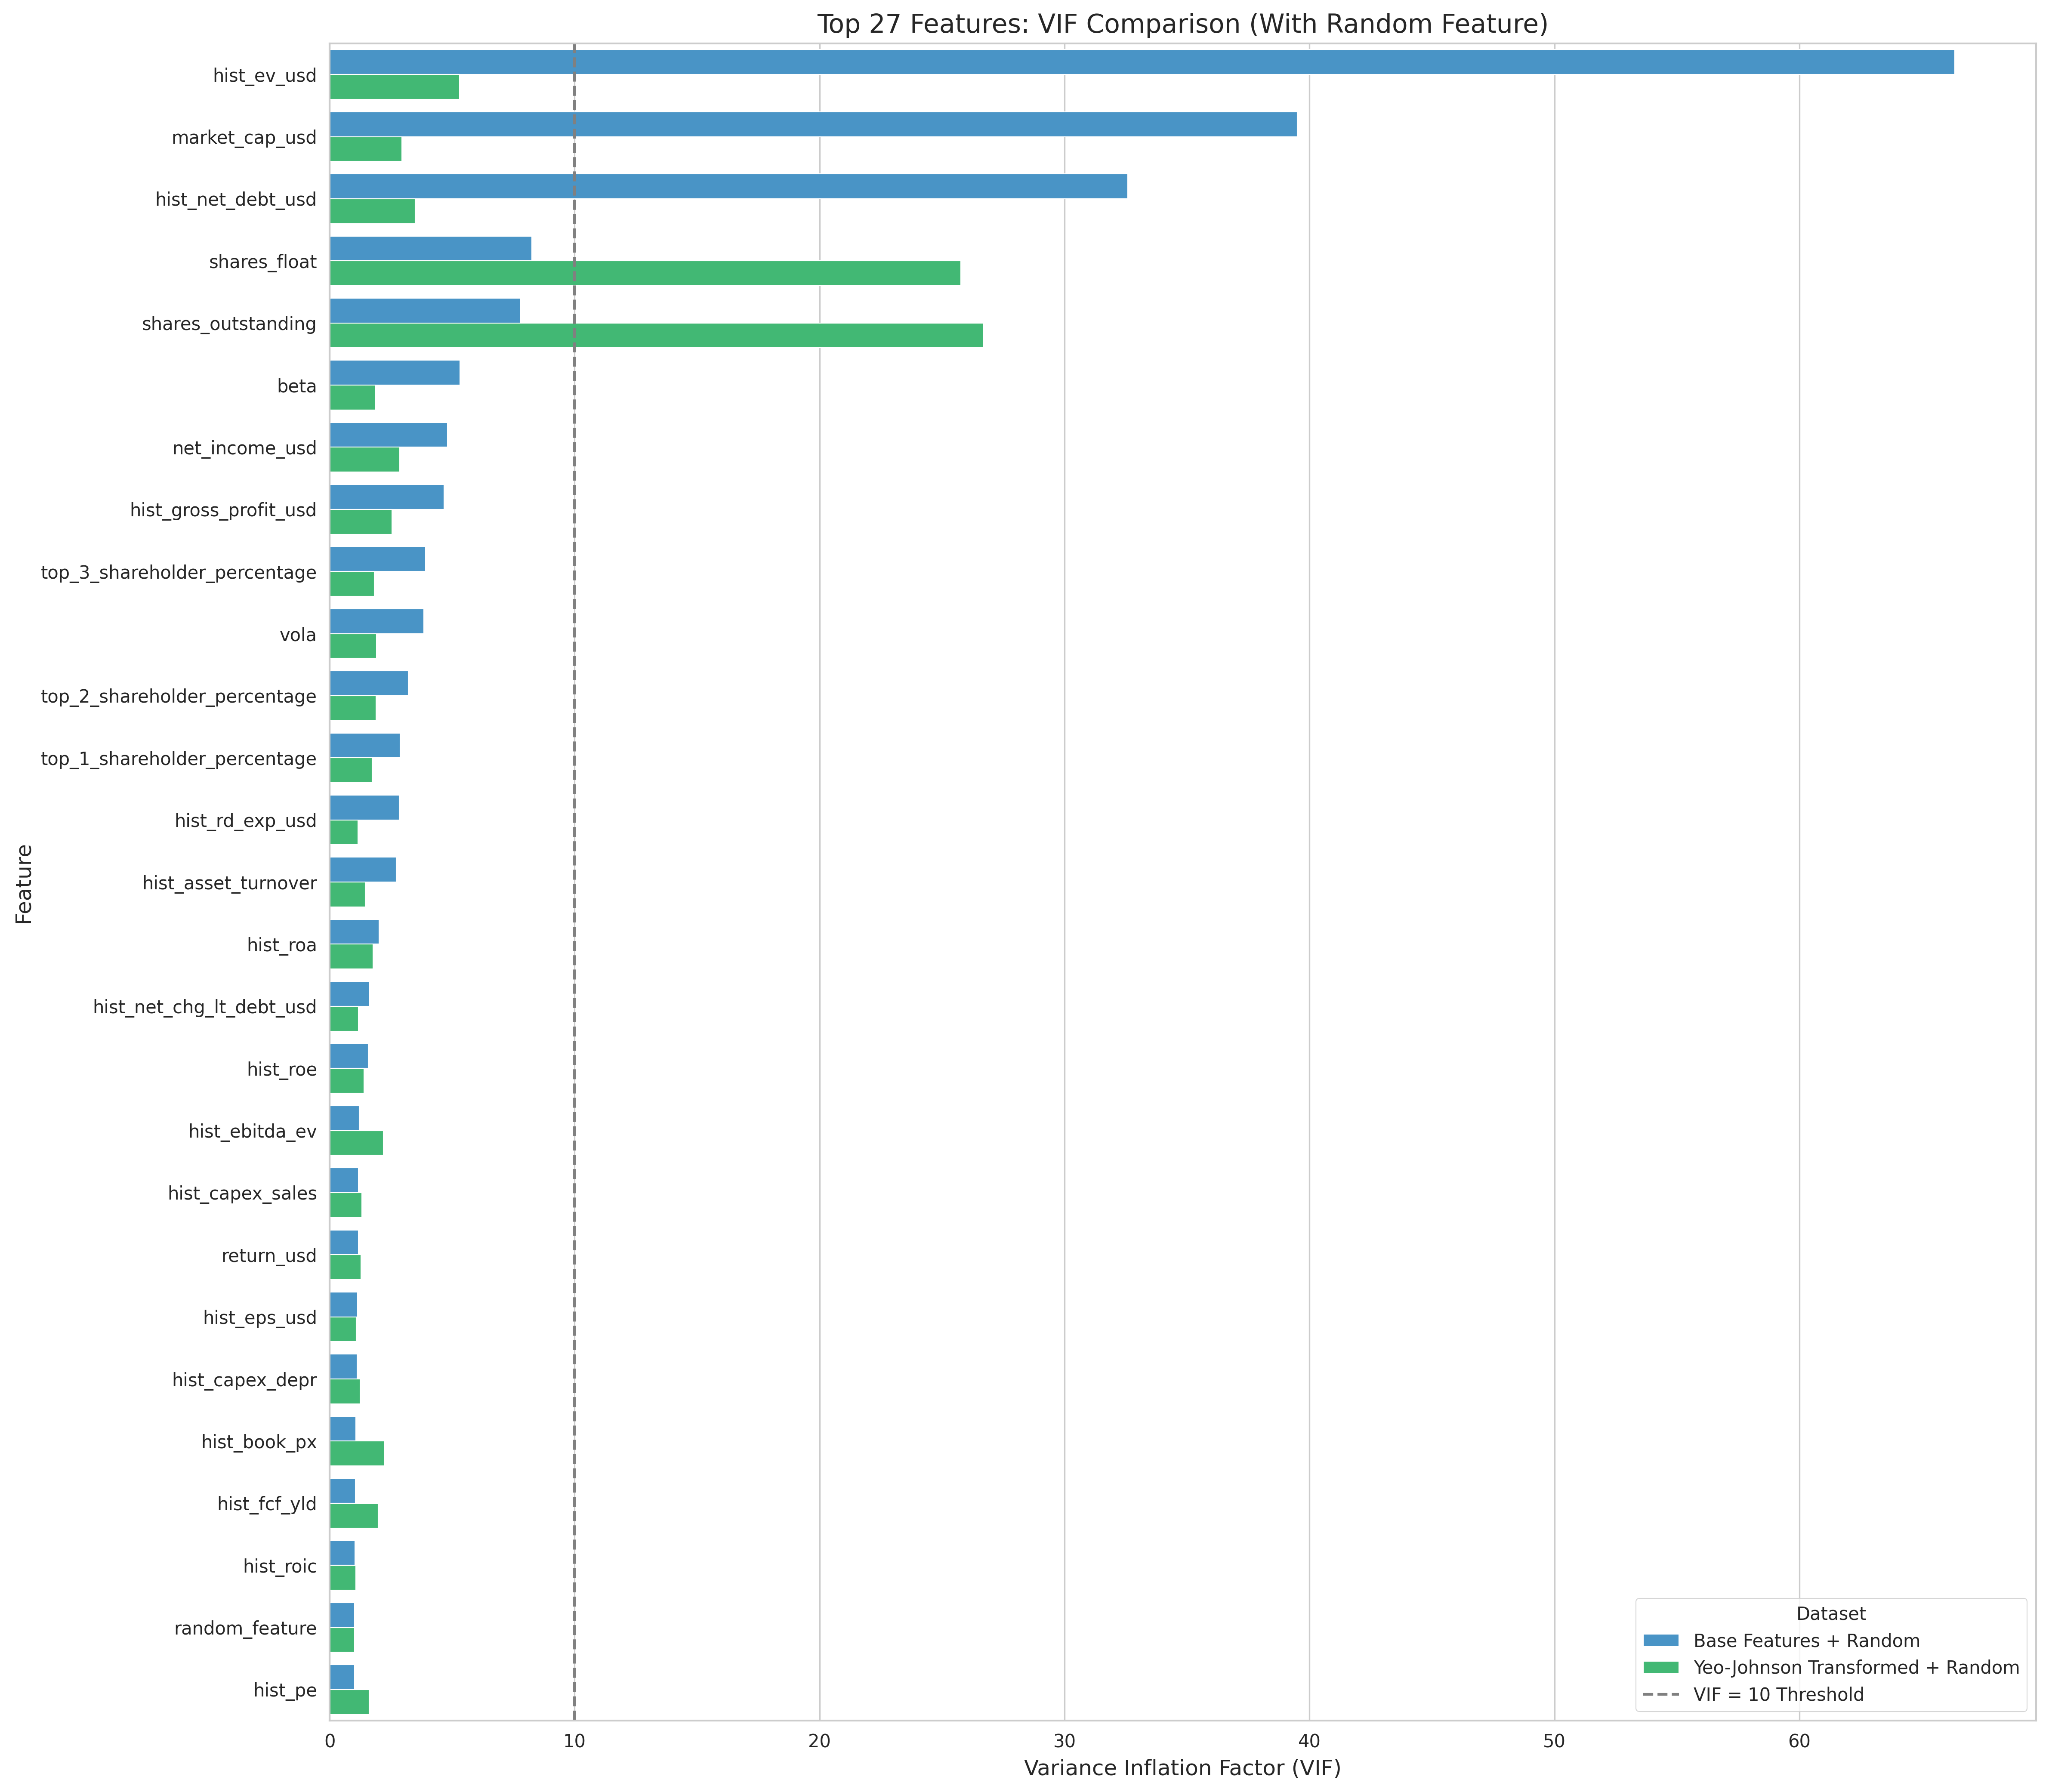 Top 27 Features: VIF Comparison (With Random Feature)
hist_ev_usd
market_cap_usd
hist_net_debt_usd
shares_float
shares_outstanding
beta
net_income_usd
hist_gross_profit_usd
top_3_shareholder_percentage
vola
top_2_shareholder_percentage
top_1_shareholder_percentage
hist_rd_exp_usd
hist_asset_turnover
hist_roa
hist_net_chg_lt_debt_usd
hist_roe
hist_ebitda_ev
hist_capex_sales
return_usd
hist_eps_usd
hist_capex_depr
hist_book_px
hist_fcf_yld
hist_roic
random_feature
hist_pe
Feature
Dataset
Base Features + Random
Yeo-Johnson Transformed + Random
VIF = 10 Threshold
0 10 20 30 40 50 60
Variance Inflation Factor (VIF)